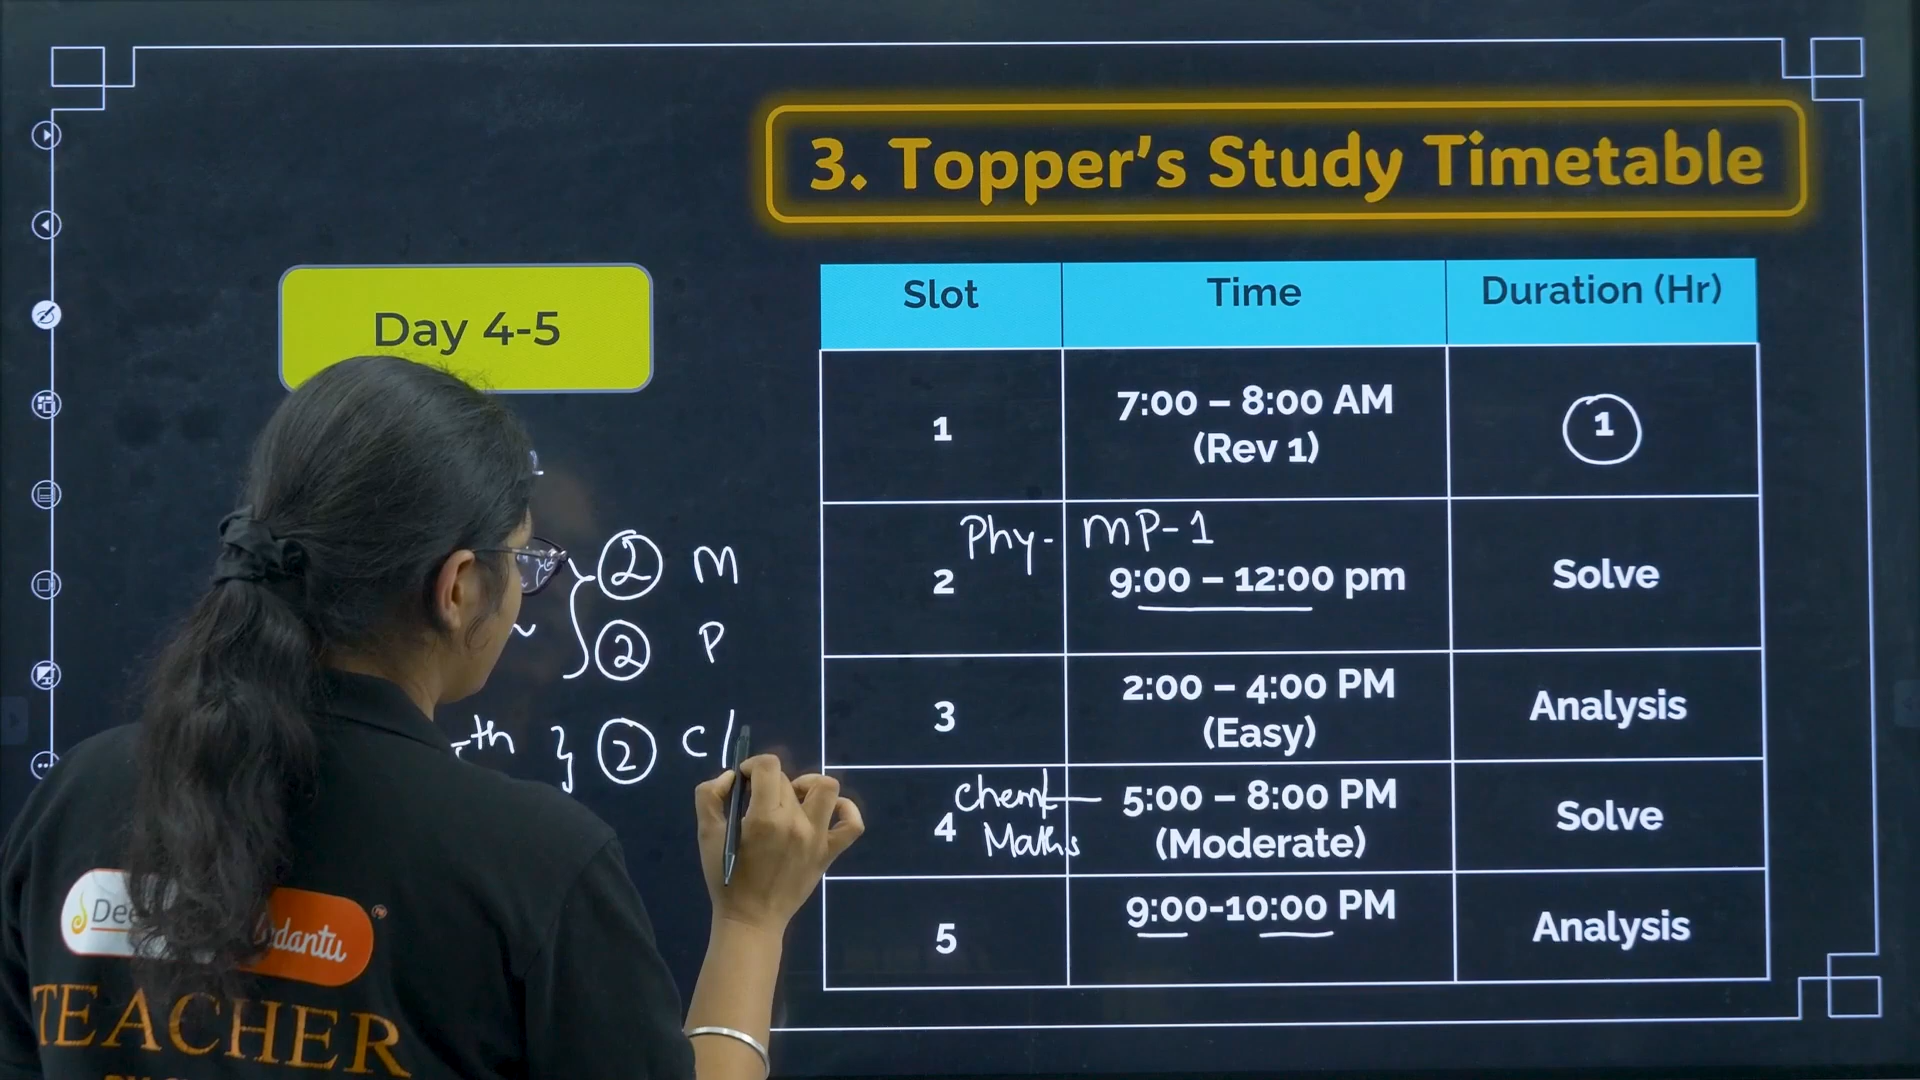 3. Topper's Study Timetable
Day 4-5
Slot Time Duration (Hr)
1 7:00 – 8:00 AM (Rev 1) 1
Phy- MP-1
2 9:00 – 12:00 pm Solve
3 2:00 – 4:00 PM (Easy) Analysis
Chem
4 5:00 – 8:00 PM (Moderate) Solve
Maths
5 9:00-10:00 PM Analysis
2 M
2 P
th } 2 C/
TEACHER